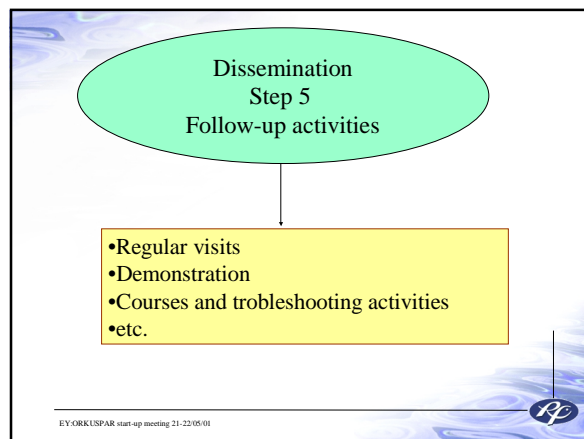 Dissemination
Step 5
Follow-up activities
•Regular visits
•Demonstration
•Courses and trobleshooting activities
•etc.
EY:ORKUSPAR start-up meeting 21-22/05/01